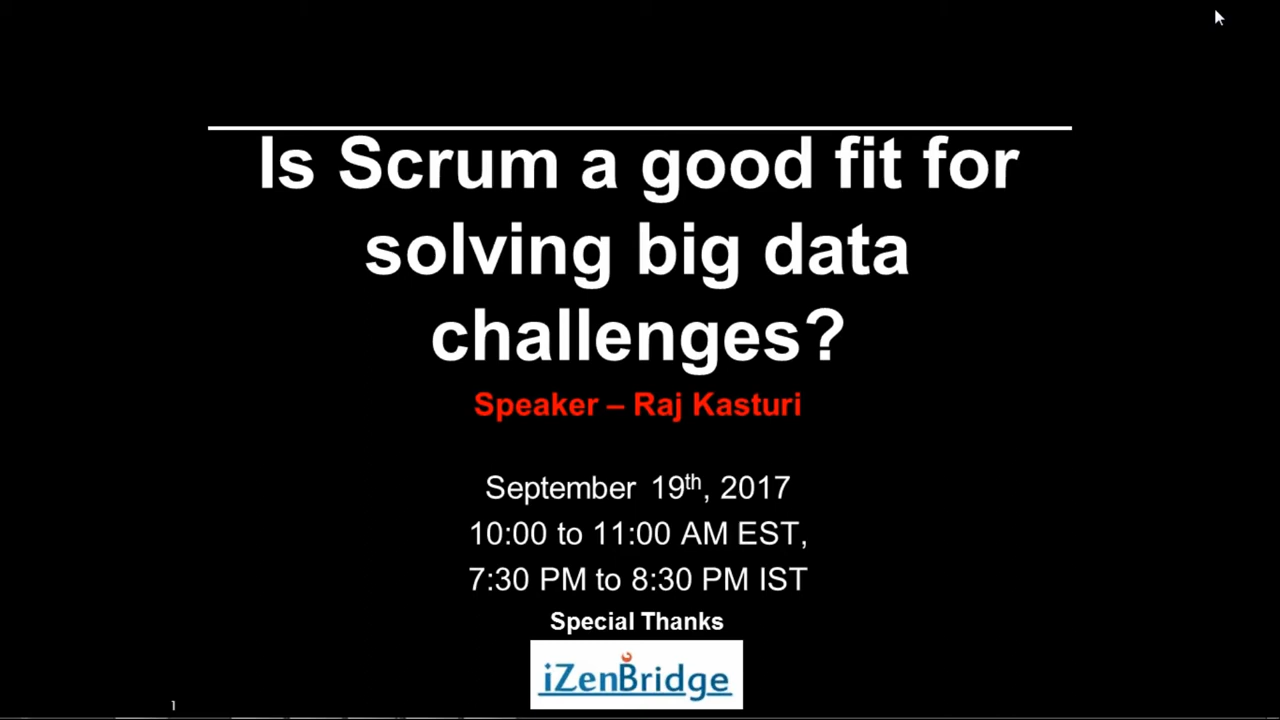 Is Scrum a good fit for
solving big data
challenges?
Speaker – Raj Kasturi
September 19th, 2017
10:00 to 11:00 AM EST,
7:30 PM to 8:30 PM IST
Special Thanks
iZenBridge
1